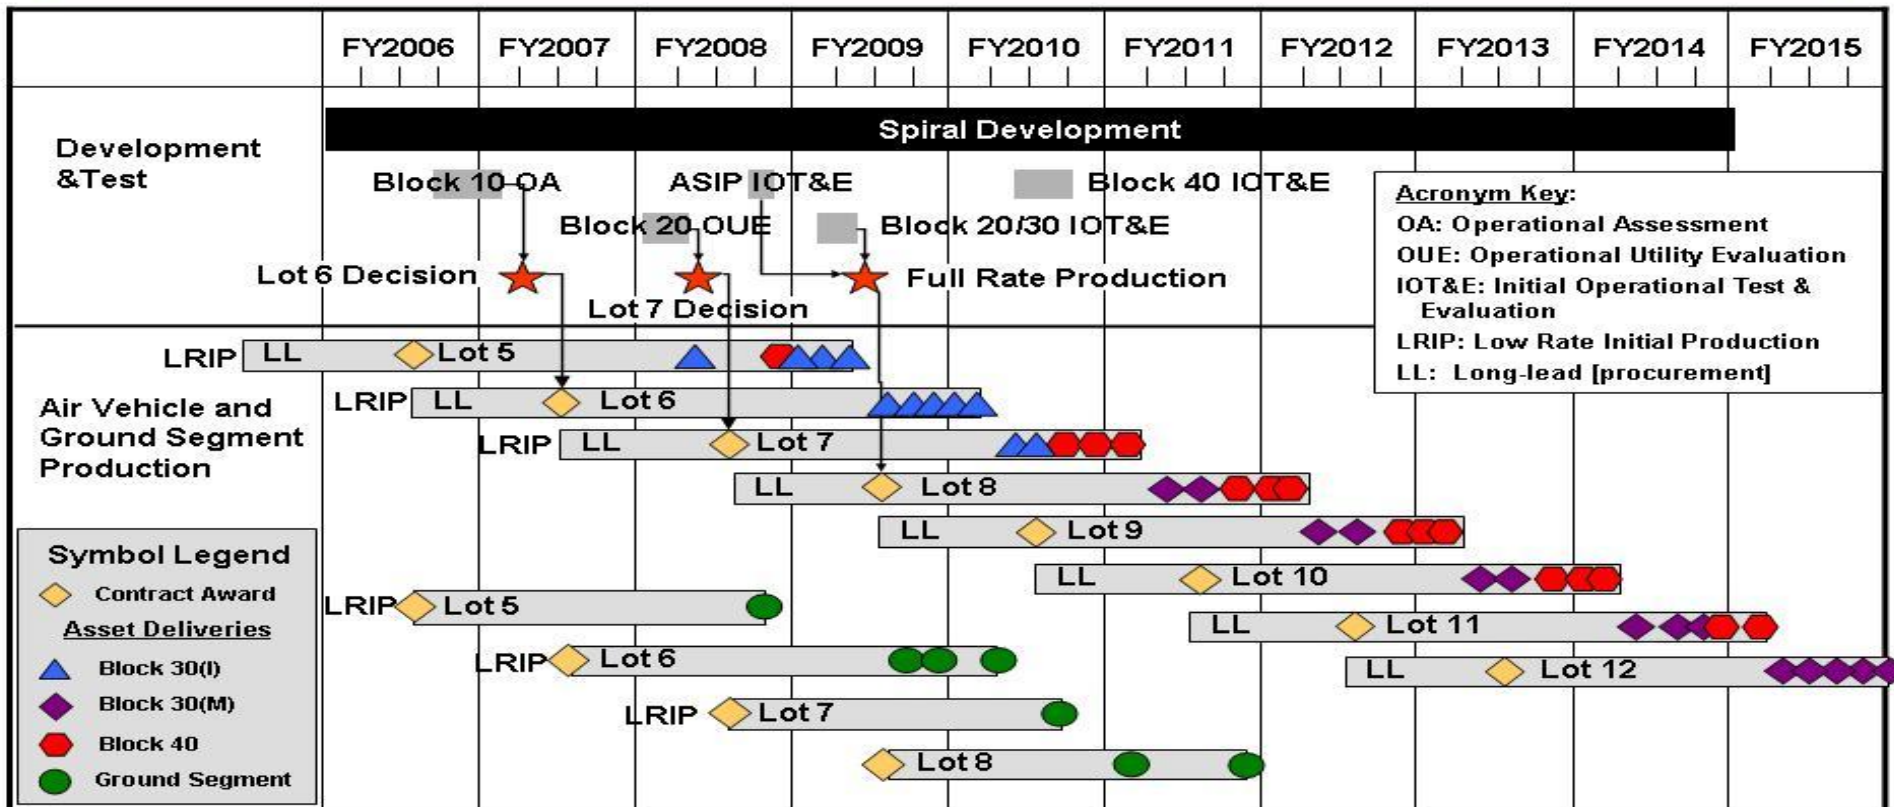 FY2006 FY2007 FY2008 FY2009 FY2010 FY2011 FY2012 FY2013 FY2014 FY2015
Development
&Test
Spiral Development
Block 10 OA ASIP IOT&E Block 40 IOT&E
Block 20 OUE Block 20/30 IOT&E
Lot 6 Decision Full Rate Production
Lot 7 Decision
Acronym Key:
OA: Operational Assessment
OUE: Operational Utility Evaluation
IOT&E: Initial Operational Test &
Evaluation
LRIP: Low Rate Initial Production
LL: Long-lead [procurement]
Air Vehicle and
Ground Segment
Production
LRIP LL Lot 5
LRIP LL Lot 6
LRIP LL Lot 7
LL Lot 8
LL Lot 9
LL Lot 10
LL Lot 11
LL Lot 12
LRIP Lot 5
LRIP Lot 6
LRIP Lot 7
Lot 8
Symbol Legend
Contract Award
Asset Deliveries
Block 30(I)
Block 30(M)
Block 40
Ground Segment